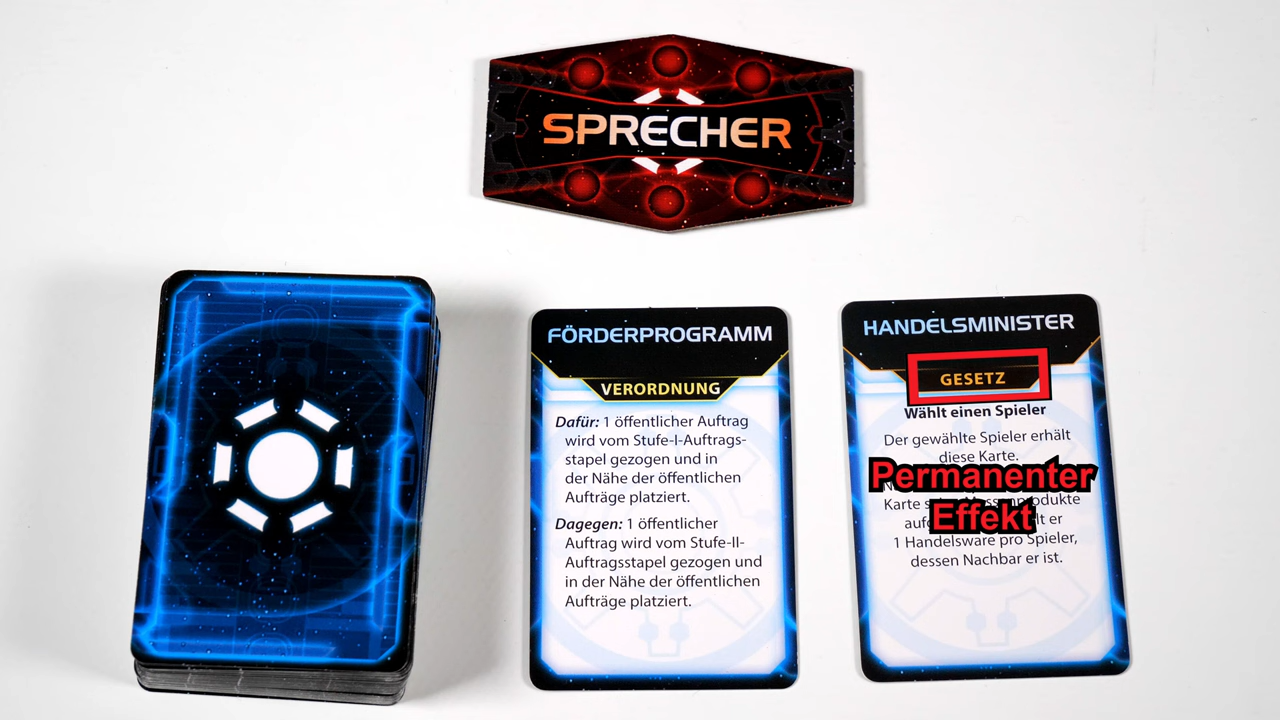 SPRECHER
FÖRDERPROGRAMM
VERORDNUNG
Dafür: 1 öffentlicher Auftrag
wird vom Stufe-I-Auftrags-
stapel gezogen und in
der Nähe der öffentlichen
Aufträge platziert.
Dagegen: 1 öffentlicher
Auftrag wird vom Stufe-II-
Auftragsstapel gezogen und
in der Nähe der öffentlichen
Aufträge platziert.
HANDELSMINISTER
GESETZ
Wählt einen Spieler
Der gewählte Spieler erhält
diese Karte.
Permanenter
Karte
Effekt
er
1 Handelsware pro Spieler,
dessen Nachbar er ist.